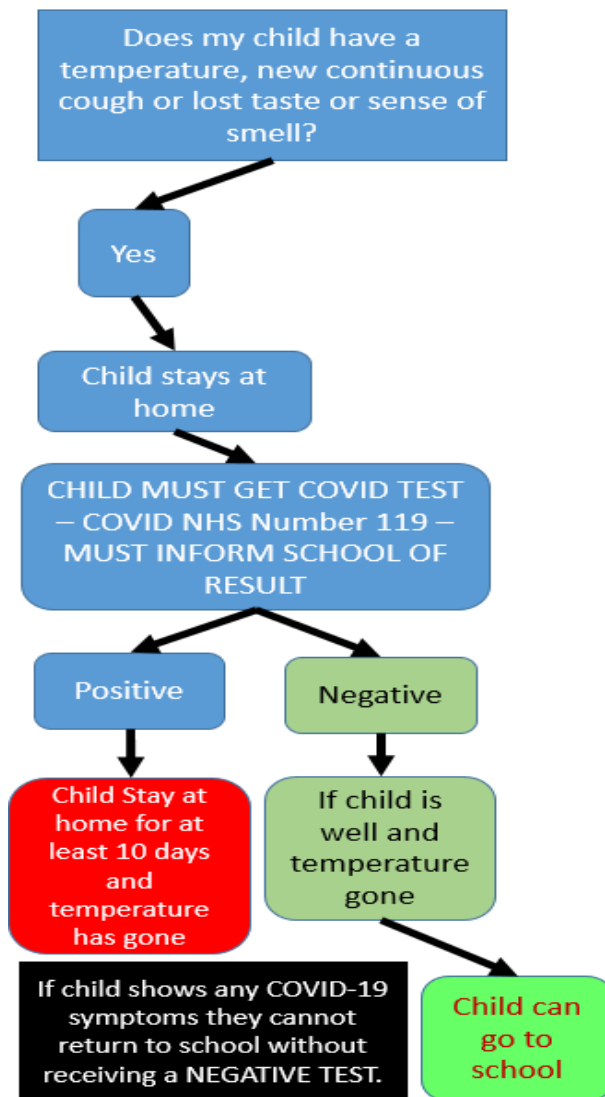 Does my child have a
temperature, new continuous
cough or lost taste or sense of
smell?
Yes
Child stays at
home
CHILD MUST GET COVID TEST
– COVID NHS Number 119 –
MUST INFORM SCHOOL OF
RESULT
Positive
Negative
Child Stay at
home for at
least 10 days
and
temperature
has gone
If child is
well and
temperature
gone
If child shows any COVID-19
symptoms they cannot
return to school without
receiving a NEGATIVE TEST.
Child can
go to
school